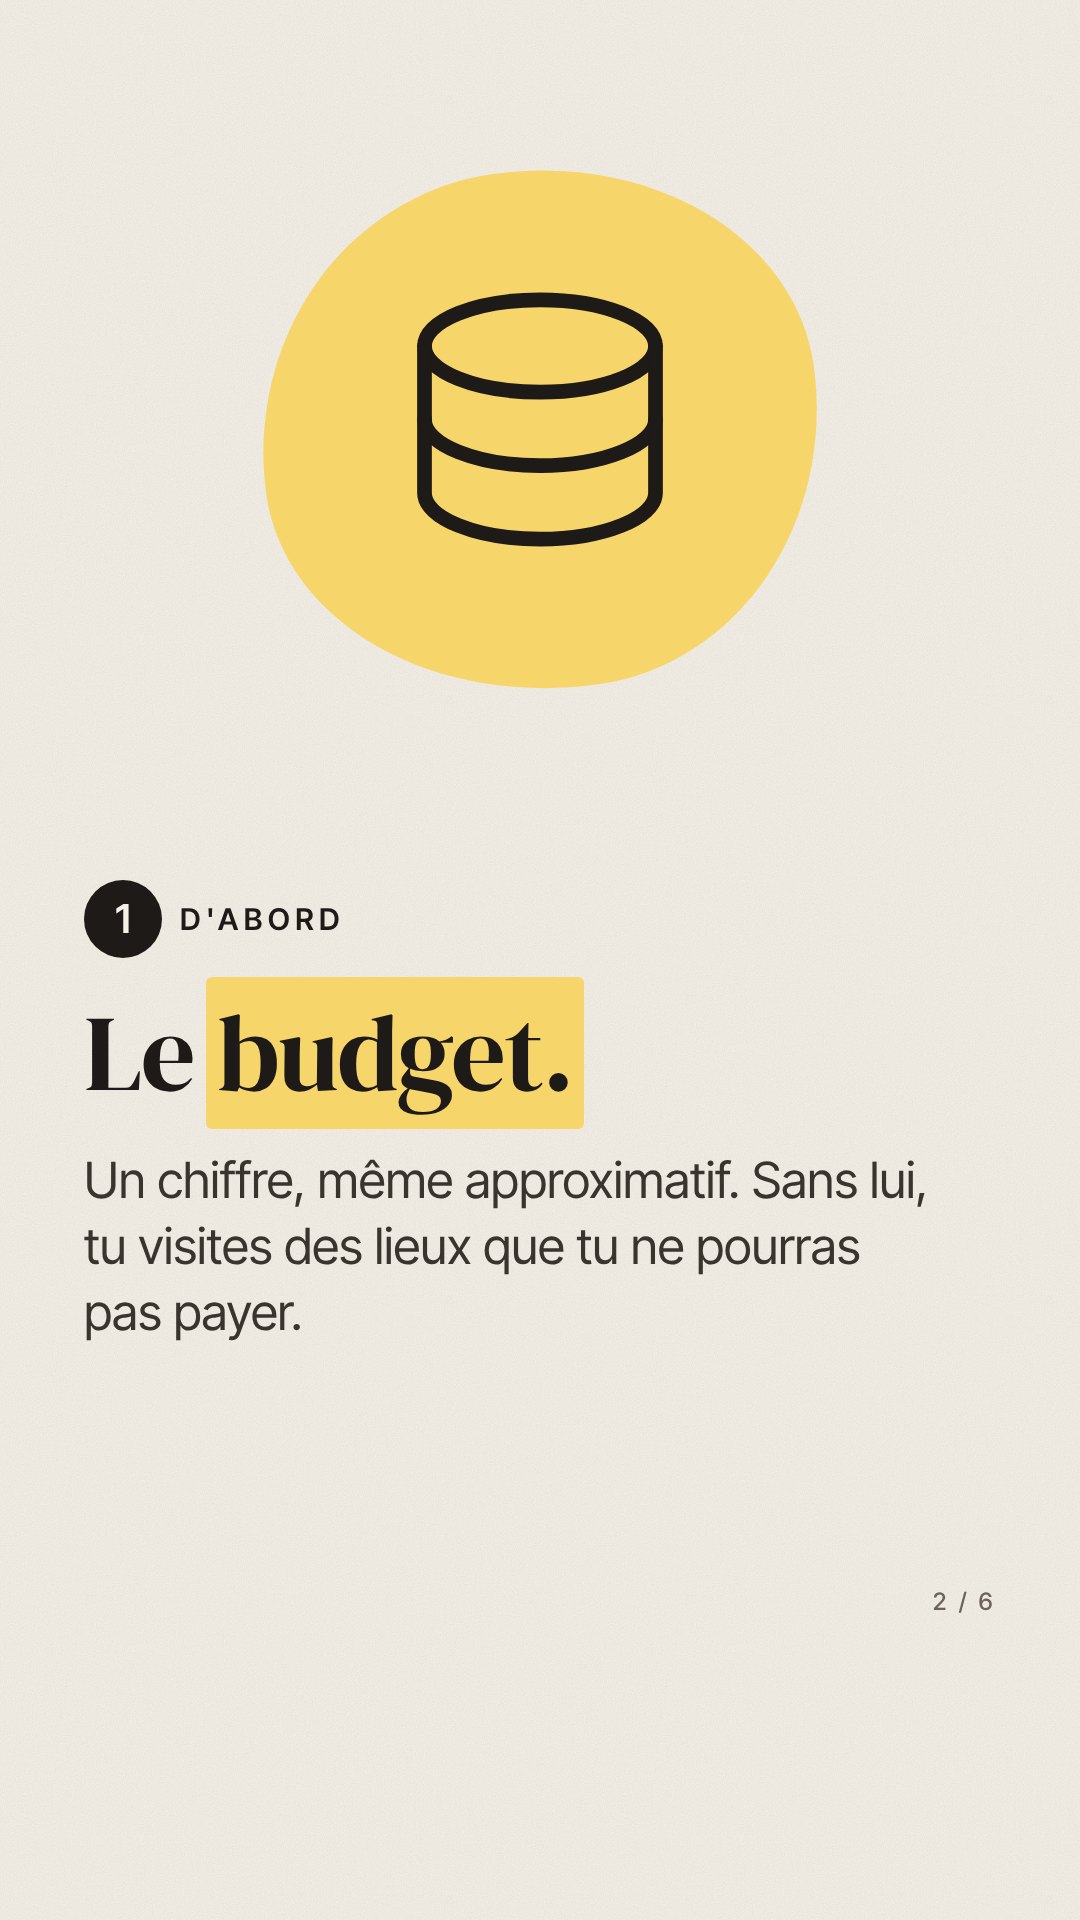 1 D'ABORD
Le budget.
Un chiffre, même approximatif. Sans lui,
tu visites des lieux que tu ne pourras
pas payer.
2 / 6